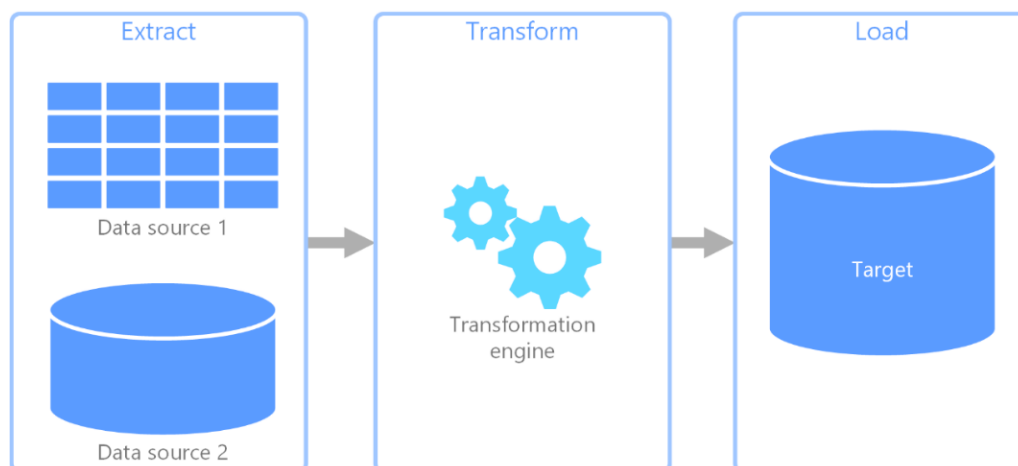 Extract
Transform
Load
Data source 1
Data source 2
Transformation
engine
Target